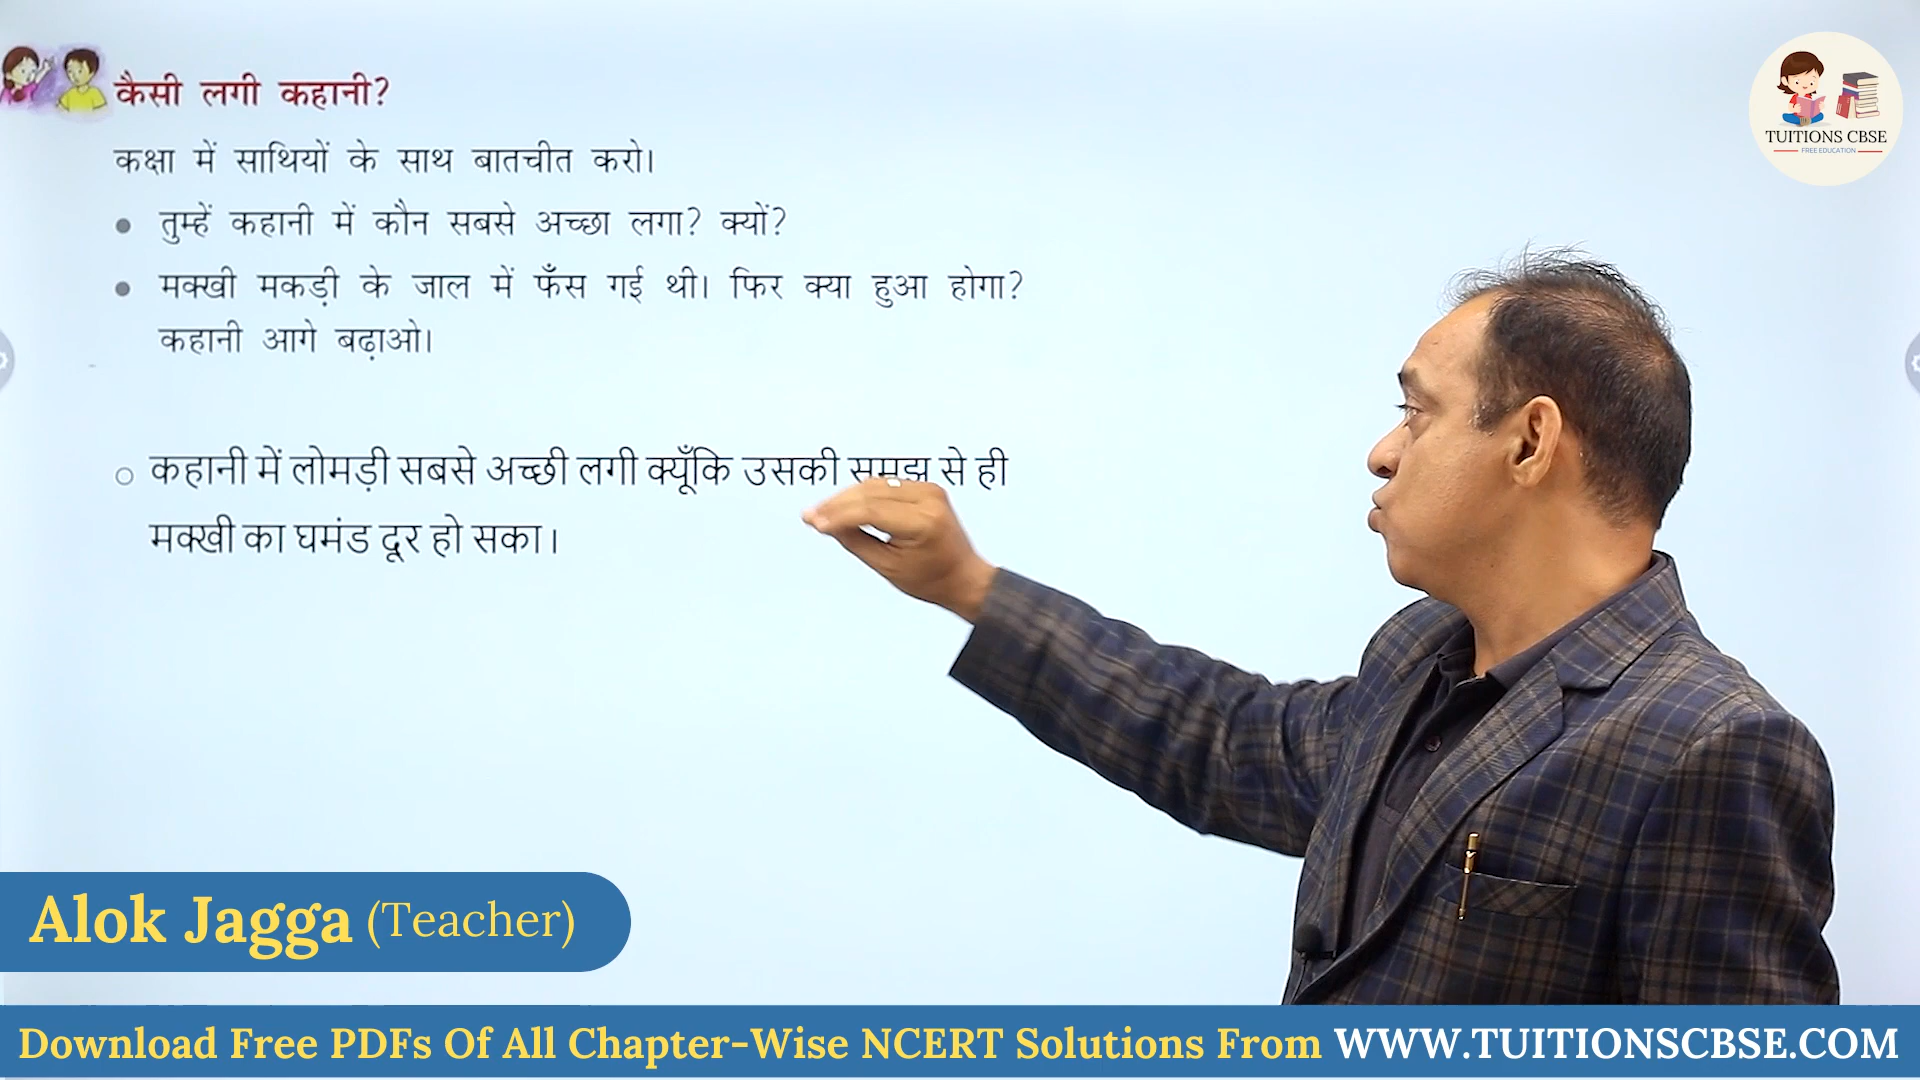 कैसी लगी कहानी?
TUITIONS CBSE
FREE EDUCATION
कक्षा में साथियों के साथ बातचीत करो।
• तुम्हें कहानी में कौन सबसे अच्छा लगा? क्यों?
• मक्खी मकड़ी के जाल में फँस गई थी। फिर क्या हुआ होगा?
कहानी आगे बढ़ाओ।
○ कहानी में लोमड़ी सबसे अच्छी लगी क्यूँकि उसकी समझ से ही
मक्खी का घमंड दूर हो सका।
Alok Jagga (Teacher)
Download Free PDFs Of All Chapter-Wise NCERT Solutions From WWW.TUITIONSCBSE.COM